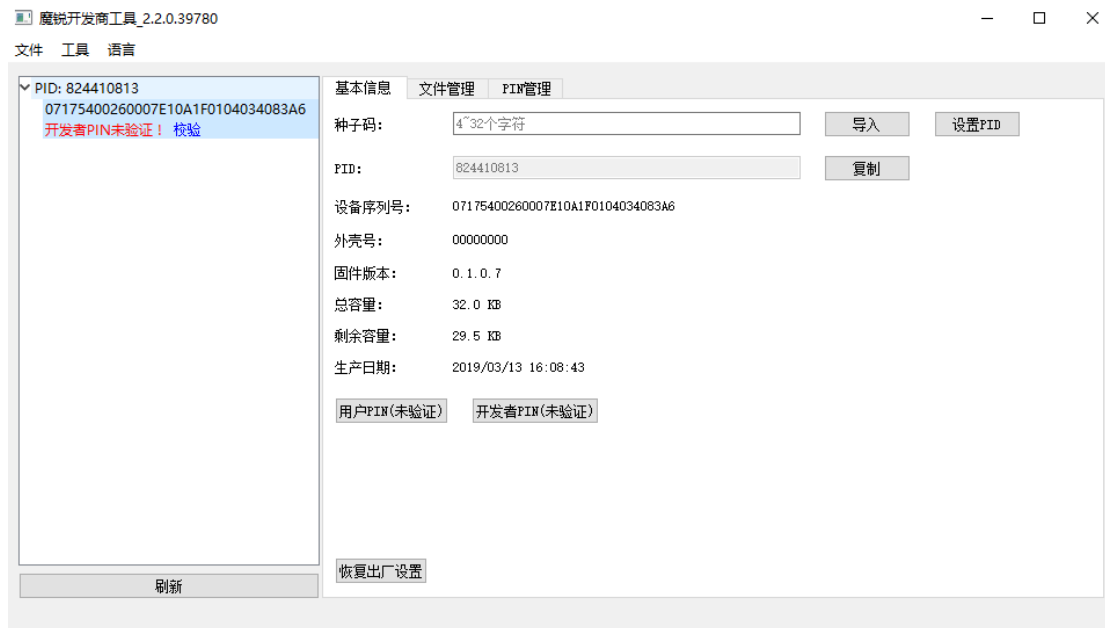 魔锐开发商工具_2.2.0.39780
文件 工具 语言
PID: 824410813
07175400260007E10A1F0104034083A6
开发者PIN未验证！ 校验
刷新
基本信息 文件管理 PIN管理
种子码: 4~32个字符 导入 设置PID
PID: 824410813 复制
设备序列号: 07175400260007E10A1F0104034083A6
外壳号: 00000000
固件版本: 0.1.0.7
总容量: 32.0 KB
剩余容量: 29.5 KB
生产日期: 2019/03/13 16:08:43
用户PIN(未验证) 开发者PIN(未验证)
恢复出厂设置